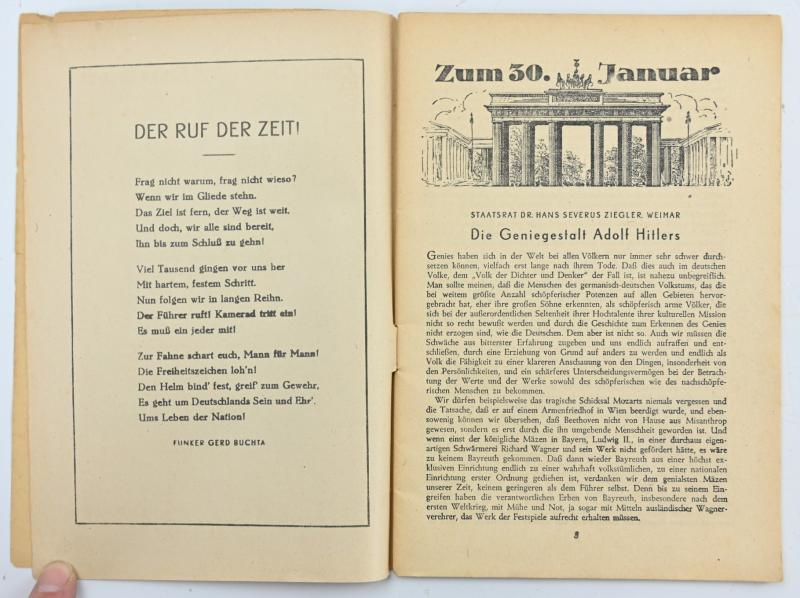 DER RUF DER ZEIT!
Frag nicht warum, frag nicht wieso?
Wenn wir im Gliede stehn.
Das Ziel ist fern, der Weg ist weit,
Und doch, wir alle sind bereit,
Ihn bis zum Schluß zu gehn!
Viel Tausend gingen vor uns her
Mit hartem, festem Schritt.
Nun folgen wir in langen Reihn.
Der Führer ruft! Kamerad tritt ein!
Es muß ein jeder mit!
Zur Fahne schart euch, Mann für Mann!
Die Freiheitszeichen loh'n!
Den Helm bind' fest, greif' zum Gewehr,
Es geht um Deutschlands Sein und Ehr',
Ums Leben der Nation!
FUNKER GERD BUCHTA
Zum 30. Januar
STAATSRAT DR. HANS SEVERUS ZIEGLER, WEIMAR
Die Geniegestalt Adolf Hitlers
Genies haben sich in der Welt bei allen Völkern nur immer sehr schwer durch-
setzen können, vielfach erst lange nach ihrem Tode. Daß dies auch im deutschen
Volke, dem „Volk der Dichter und Denker" der Fall ist, ist nahezu unbegreiflich.
Man sollte meinen, daß die Menschen des germanisch-deutschen Volkstums, das die
bei weitem größte Anzahl schöpferischer Potenzen auf allen Gebieten hervor-
gebracht hat, eher ihre großen Söhne erkennten, als schöpferisch arme Völker, die
sich bei der außerordentlichen Seltenheit ihrer Hochtalente ihrer kulturellen Mission
nicht so recht bewußt werden und durch die Geschichte zum Erkennen des Genies
nicht erzogen sind, wie die Deutschen. Dem aber ist nicht so. Auch wir müssen die
Schwäche aus bitterster Erfahrung zugeben und uns endlich aufraffen und ent-
schließen, durch eine Erziehung von Grund auf anders zu werden und endlich als
Volk die Fähigkeit zu einer klareren Anschauung von den Dingen, insonderheit von
den Persönlichkeiten, und ein schärferes Unterscheidungsvermögen bei der Betrach-
tung der Werte und der Werke sowohl des schöpferischen wie des nachschöpfe-
rischen Menschen zu bekommen.
Wir dürfen beispielsweise das tragische Schicksal Mozarts niemals vergessen und
die Tatsache, daß er auf einem Armenfriedhof in Wien beerdigt wurde, und eben-
sowenig können wir übersehen, daß Beethoven nicht von Hause aus Misanthrop
gewesen, sondern es erst durch die ihn umgebende Menschheit geworden ist. Und
wenn einst der königliche Mäzen in Bayern, Ludwig II., in einer durchaus eigen-
artigen Schwärmerei Richard Wagner und sein Werk nicht gefördert hätte, es wäre
zu keinem Bayreuth gekommen. Daß dann wieder Bayreuth aus einer höchst ex-
klusiven Einrichtung endlich zu einer wahrhaft volkstümlichen, zu einer nationalen
Einrichtung erster Ordnung gediehen ist, verdanken wir dem genialsten Mäzen
unserer Zeit, keinem geringeren als dem Führer selbst. Denn bis zu seinem Ein-
greifen haben die verantwortlichen Erben von Bayreuth, insbesondere nach dem
ersten Weltkrieg, mit Mühe und Not, ja sogar mit Mitteln ausländischer Wagner-
verehrer, das Werk der Festspiele aufrecht erhalten müssen.
3